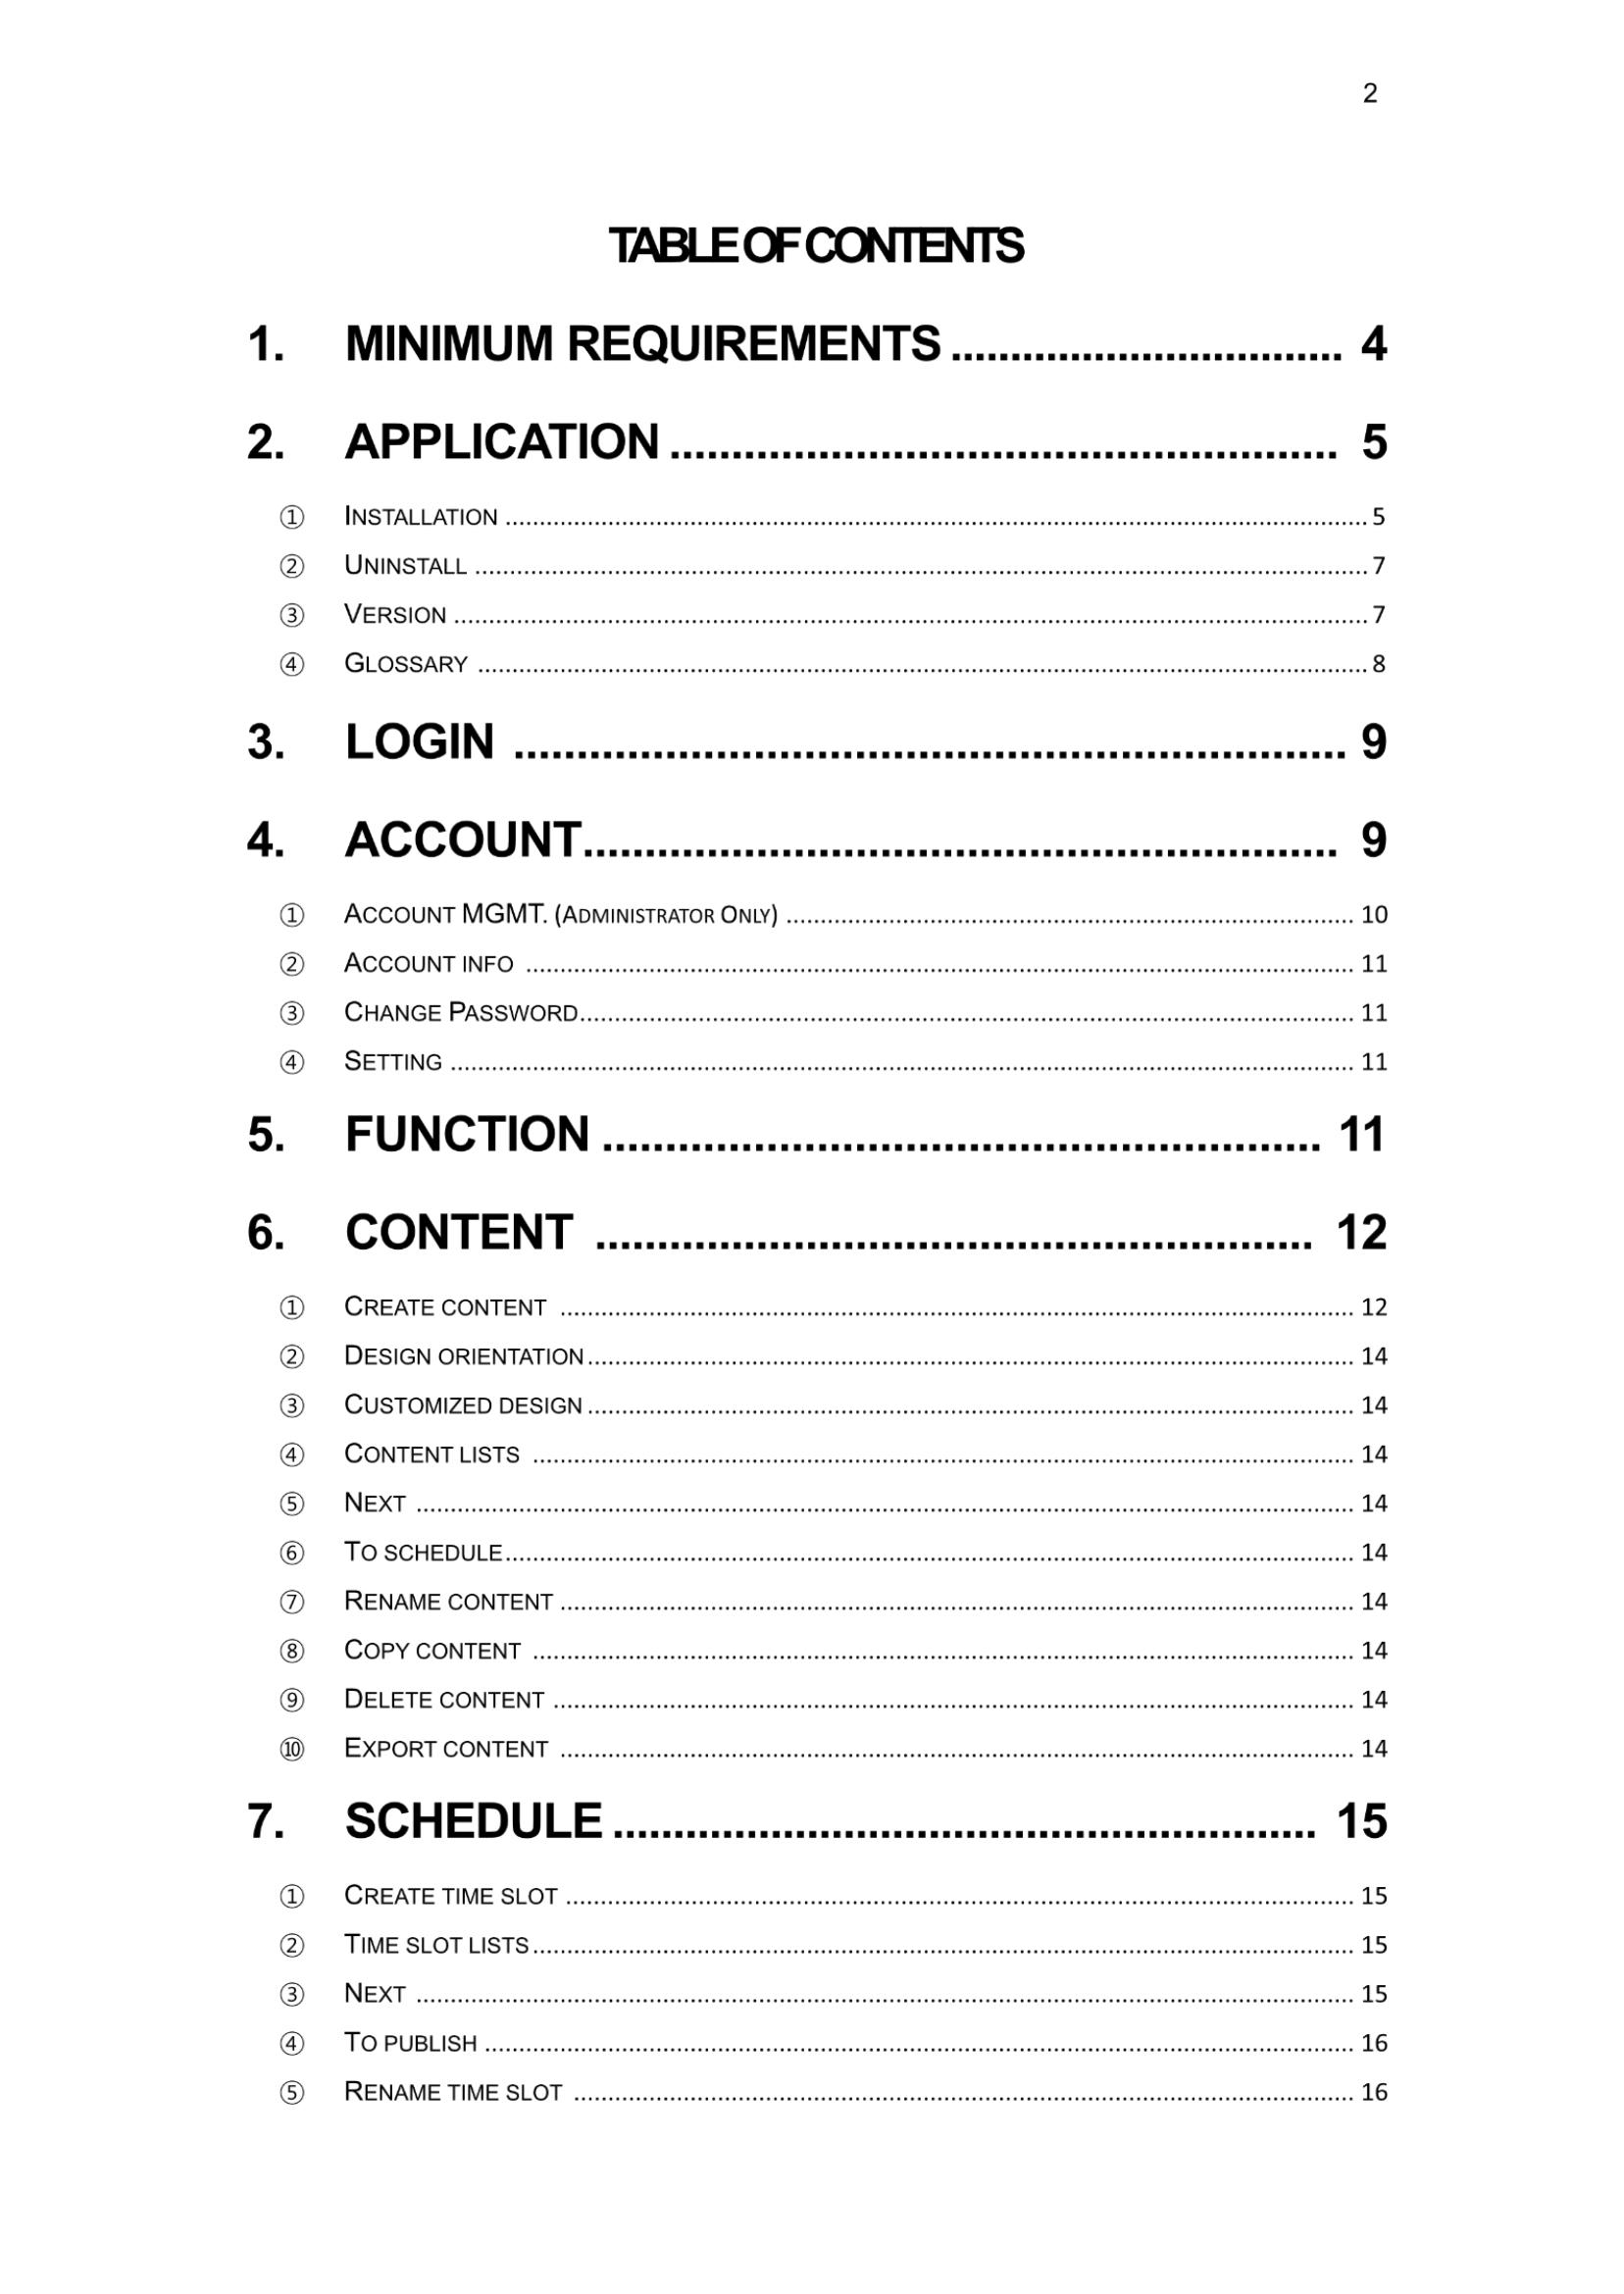 2
TABLE OF CONTENTS
1. MINIMUM REQUIREMENTS ................................ 4
2. APPLICATION ...................................................... 5
① INSTALLATION .............................................................. 5
② UNINSTALL .............................................................. 7
③ VERSION .............................................................. 7
④ GLOSSARY .............................................................. 8
3. LOGIN .................................................................. 9
4. ACCOUNT............................................................. 9
① ACCOUNT MGMT. (ADMINISTRATOR ONLY) .............................................................. 10
② ACCOUNT INFO .............................................................. 11
③ CHANGE PASSWORD.............................................................. 11
④ SETTING .............................................................. 11
5. FUNCTION .......................................................... 11
6. CONTENT .......................................................... 12
① CREATE CONTENT .............................................................. 12
② DESIGN ORIENTATION .............................................................. 14
③ CUSTOMIZED DESIGN .............................................................. 14
④ CONTENT LISTS .............................................................. 14
⑤ NEXT .............................................................. 14
⑥ TO SCHEDULE.............................................................. 14
⑦ RENAME CONTENT .............................................................. 14
⑧ COPY CONTENT .............................................................. 14
⑨ DELETE CONTENT .............................................................. 14
⑩ EXPORT CONTENT .............................................................. 14
7. SCHEDULE ......................................................... 15
① CREATE TIME SLOT .............................................................. 15
② TIME SLOT LISTS .............................................................. 15
③ NEXT .............................................................. 15
④ TO PUBLISH .............................................................. 16
⑤ RENAME TIME SLOT .............................................................. 16